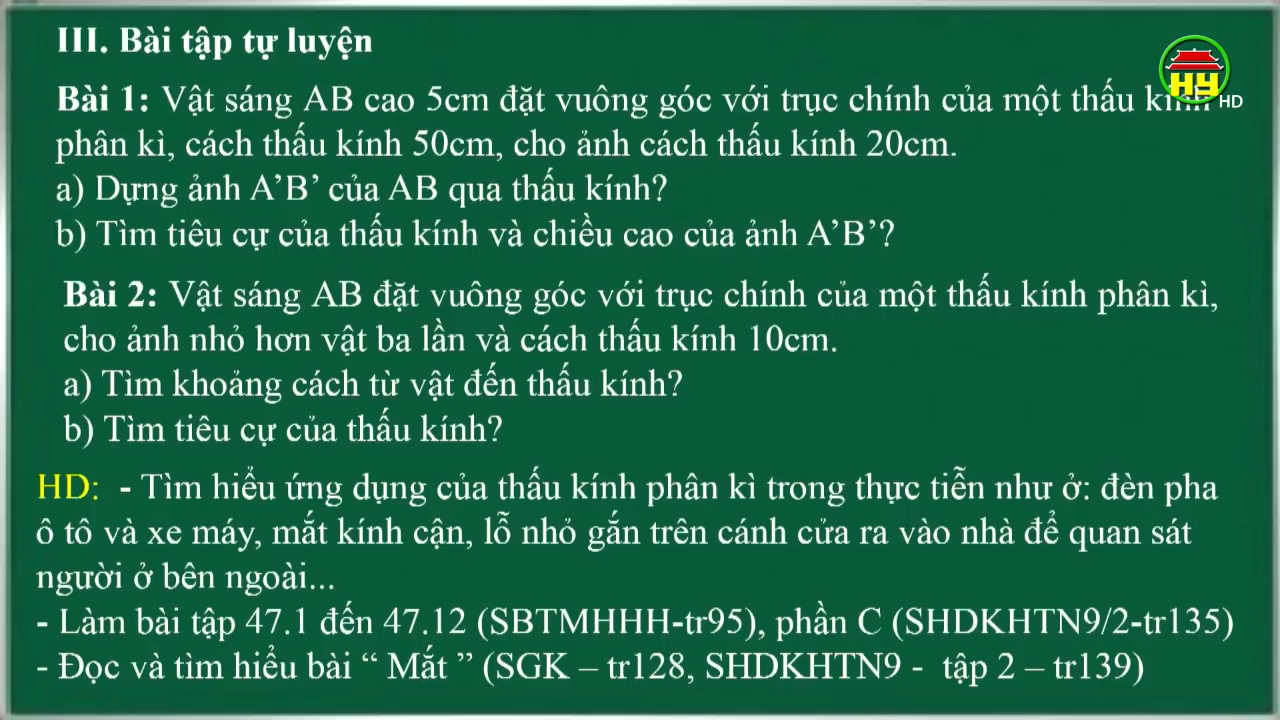 III. Bài tập tự luyện
Bài 1: Vật sáng AB cao 5cm đặt vuông góc với trục chính của một thấu kính
phân kì, cách thấu kính 50cm, cho ảnh cách thấu kính 20cm.
a) Dựng ảnh A’B’ của AB qua thấu kính?
b) Tìm tiêu cự của thấu kính và chiều cao của ảnh A’B’?
Bài 2: Vật sáng AB đặt vuông góc với trục chính của một thấu kính phân kì,
cho ảnh nhỏ hơn vật ba lần và cách thấu kính 10cm.
a) Tìm khoảng cách từ vật đến thấu kính?
b) Tìm tiêu cự của thấu kính?
HD: - Tìm hiểu ứng dụng của thấu kính phân kì trong thực tiễn như ở: đèn pha
ô tô và xe máy, mắt kính cận, lỗ nhỏ gắn trên cánh cửa ra vào nhà để quan sát
người ở bên ngoài...
- Làm bài tập 47.1 đến 47.12 (SBTMHHH-tr95), phần C (SHDKHTN9/2-tr135)
- Đọc và tìm hiểu bài “ Mắt ” (SGK – tr128, SHDKHTN9 - tập 2 – tr139)
HY HD